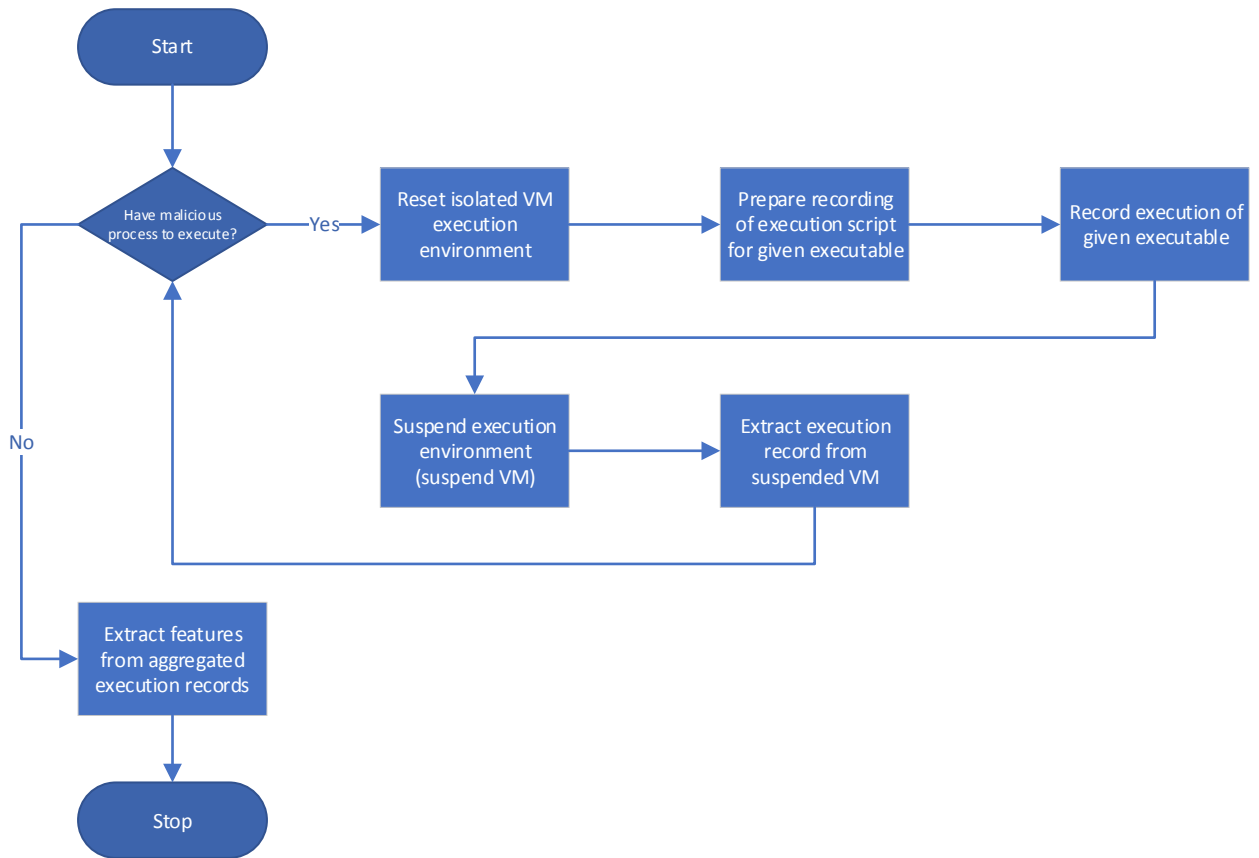 Start
Have malicious
process to execute?
Yes
Reset isolated VM
execution
environment
Prepare recording
of execution script
for given executable
Record execution of
given executable
Suspend execution
environment
(suspend VM)
Extract execution
record from
suspended VM
No
Extract features
from aggregated
execution records
Stop